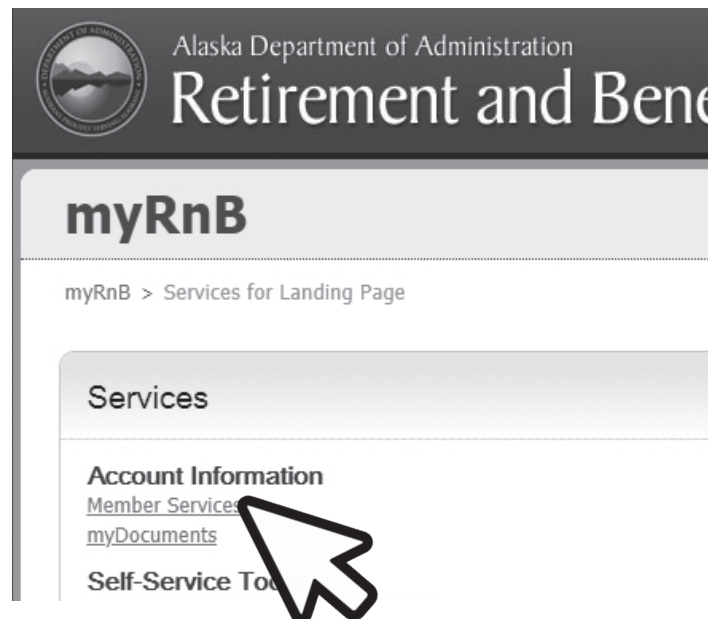 Alaska Department of Administration
Retirement and Bene
myRnB
myRnB > Services for Landing Page
Services
Account Information
Member Services
myDocuments
Self-Service Too